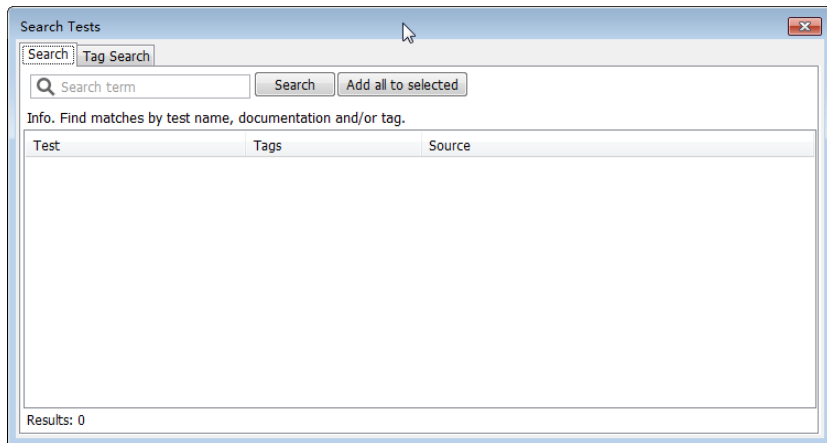 Search Tests
Search Tag Search
Search term Search Add all to selected
Info. Find matches by test name, documentation and/or tag.
Test Tags Source
Results: 0